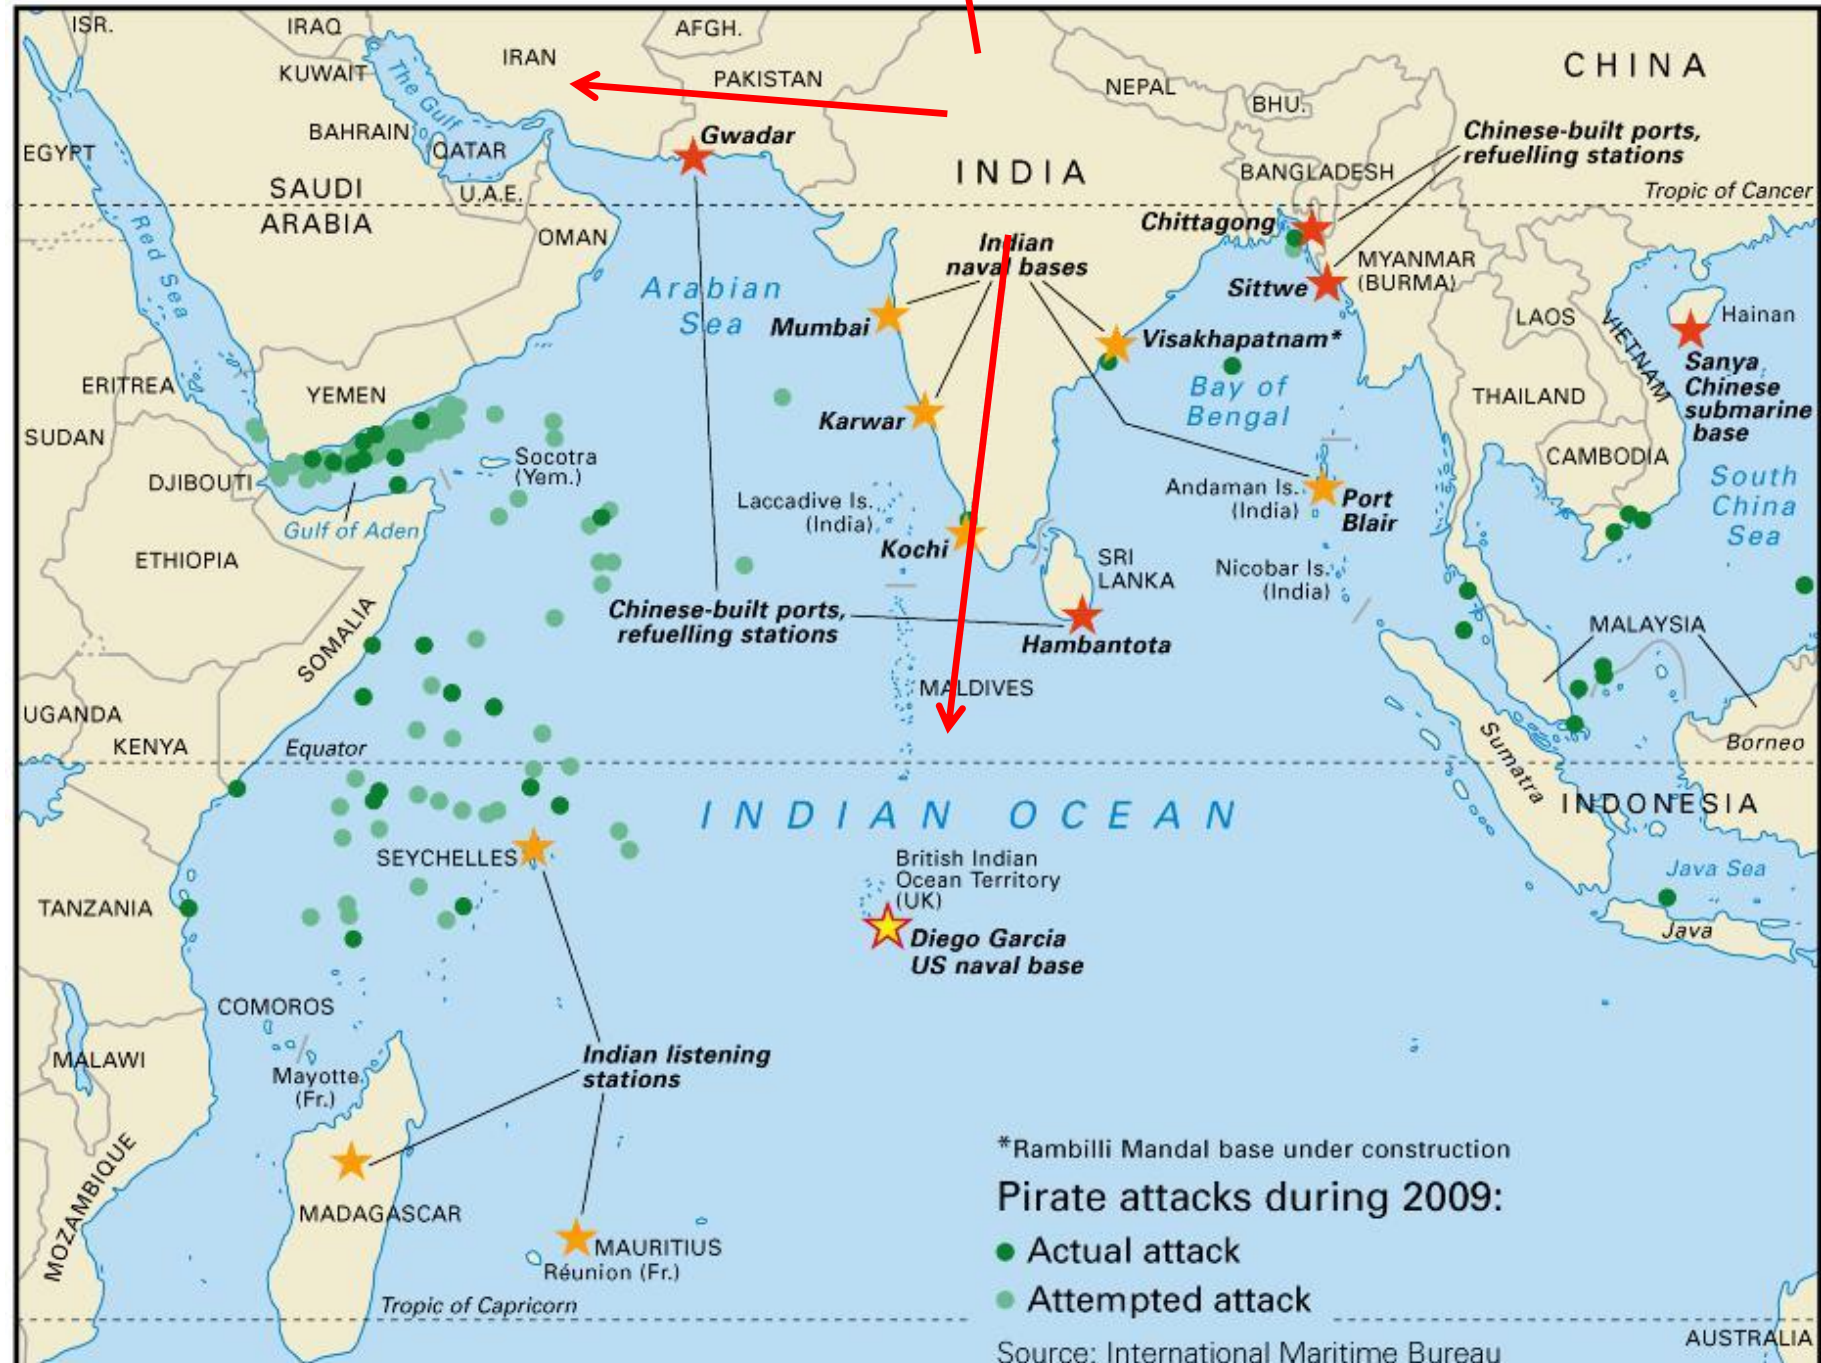 ISR.
IRAQ
AFGH.
IRAN
KUWAIT
The Gulf
PAKISTAN
CHINA
NEPAL
BHU.
BAHRAIN
QATAR
Gwadar
EGYPT
SAUDI
ARABIA
U.A.E.
INDIA
BANGLADESH
Chinese-built ports,
refuelling stations
Tropic of Cancer
Red Sea
OMAN
Chittagong
Indian
naval bases
MYANMAR
(BURMA)
Arabian
Sea
Sittwe
Mumbai
Visakhapatnam*
LAOS
VIETNAM
Hainan
Sanya
Chinese
submarine
base
ERITREA
YEMEN
Bay of
Bengal
THAILAND
Karwar
SUDAN
DJIBOUTI
Socotra
(Yem.)
CAMBODIA
South
China
Sea
Laccadive Is.
(India)
Andaman Is.
(India)
Port
Blair
Gulf of Aden
Kochi
ETHIOPIA
SRI
LANKA
Nicobar Is.
(India)
SOMALIA
Chinese-built ports,
refuelling stations
Hambantota
MALAYSIA
MALDIVES
UGANDA
KENYA
Equator
Sumatra
Borneo
INDIAN OCEAN
INDONESIA
SEYCHELLES
British Indian
Ocean Territory
(UK)
Java Sea
TANZANIA
Diego Garcia
US naval base
Java
COMOROS
MALAWI
Mayotte
(Fr.)
Indian listening
stations
MOZAMBIQUE
MADAGASCAR
MAURITIUS
Réunion (Fr.)
Tropic of Capricorn
*Rambilli Mandal base under construction
Pirate attacks during 2009:
Actual attack
Attempted attack
Source: International Maritime Bureau
AUSTRALIA